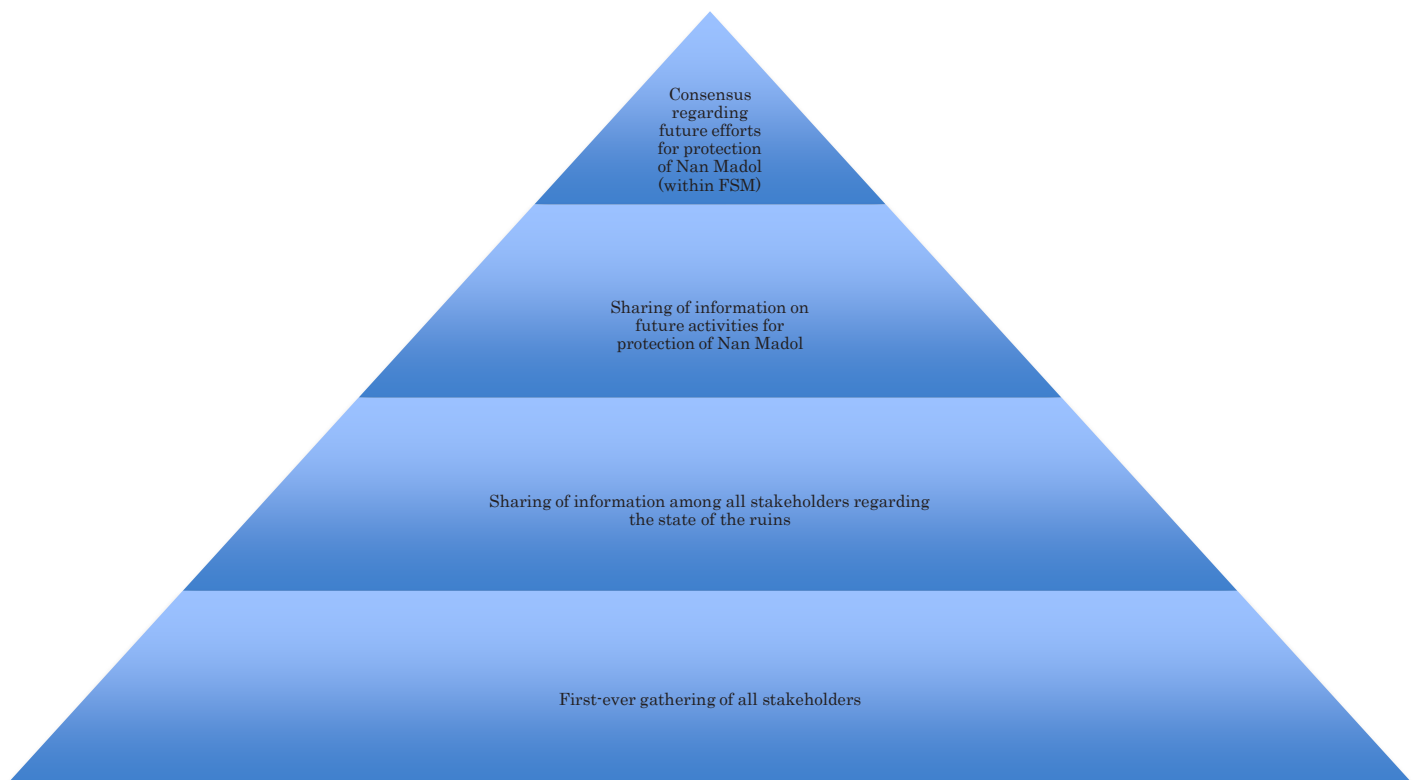 Consensus
regarding
future efforts
for protection
of Nan Madol
(within FSM)
Sharing of information on
future activities for
protection of Nan Madol
Sharing of information among all stakeholders regarding
the state of the ruins
First-ever gathering of all stakeholders